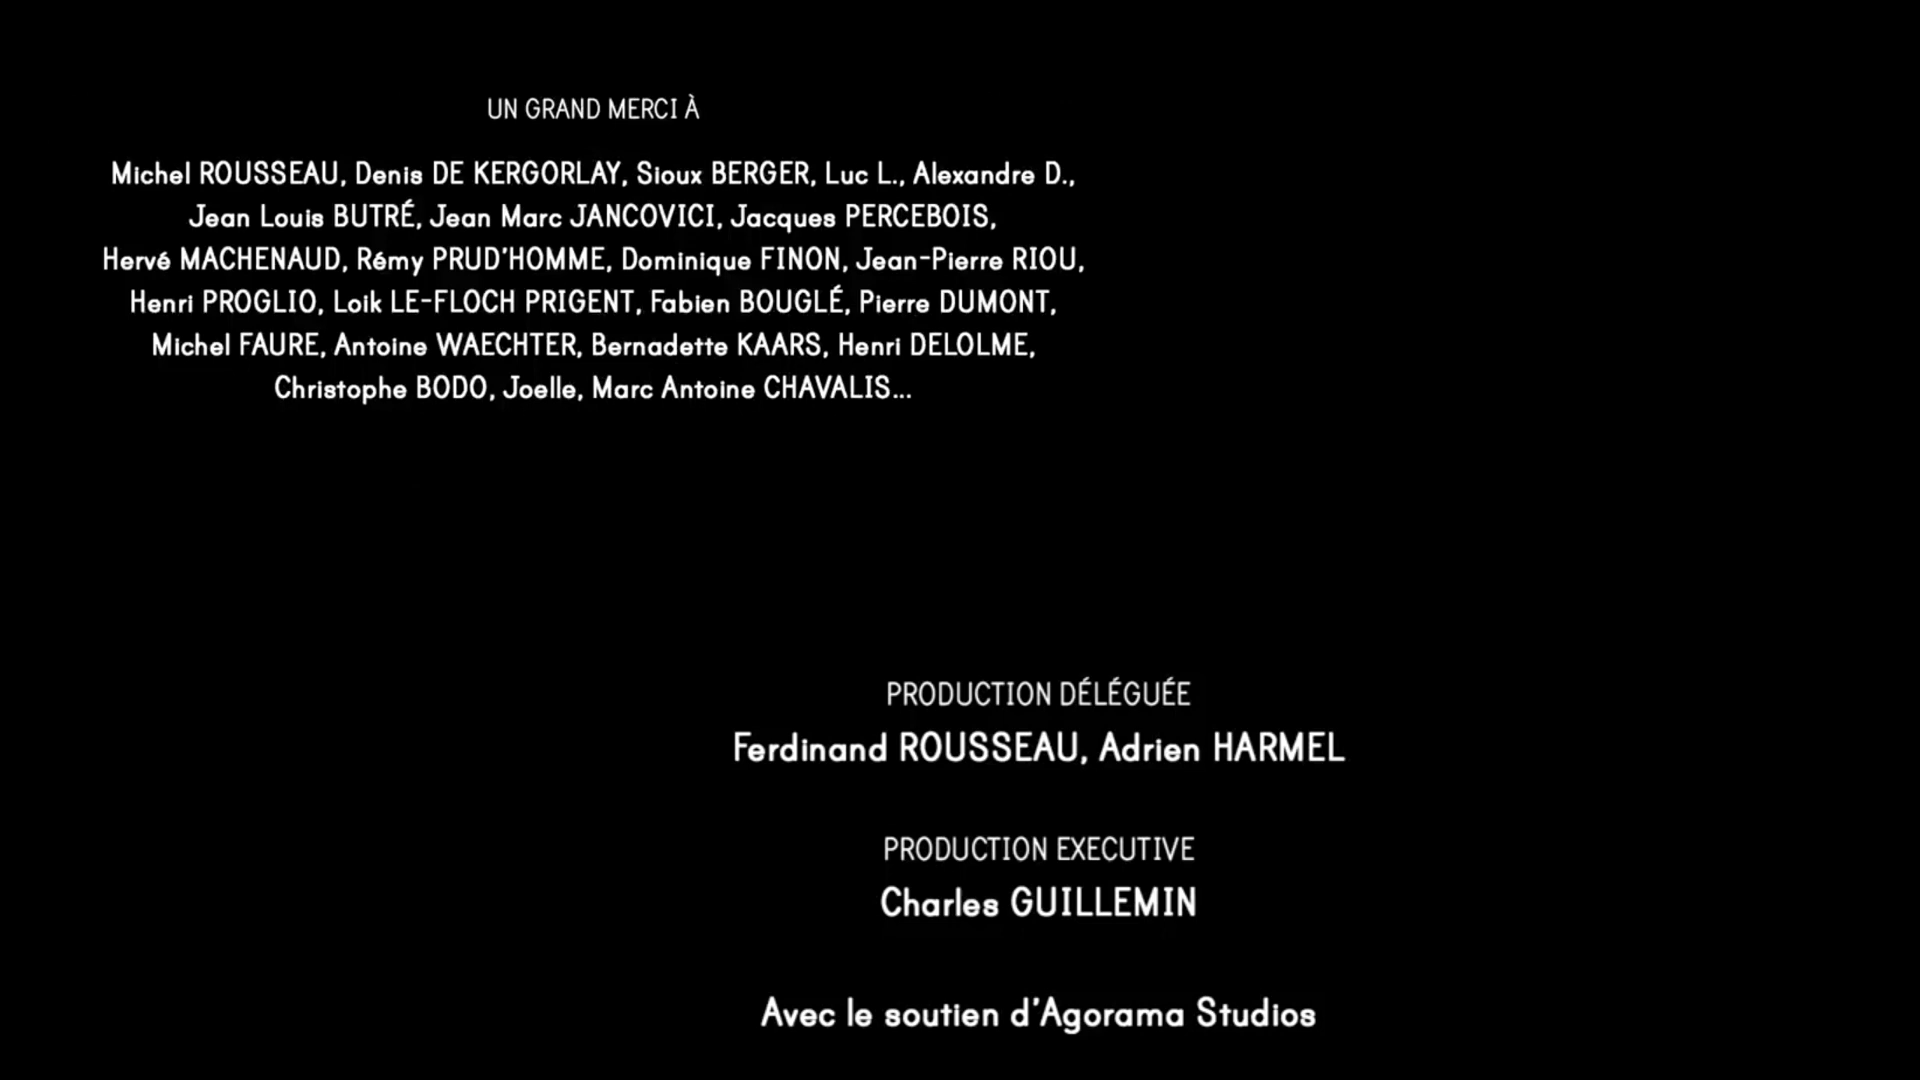 UN GRAND MERCI À
Michel ROUSSEAU, Denis DE KERGORLAY, Sioux BERGER, Luc L., Alexandre D.,
Jean Louis BUTRÉ, Jean Marc JANCOVICI, Jacques PERCEBOIS,
Hervé MACHENAUD, Rémy PRUD'HOMME, Dominique FINON, Jean-Pierre RIOU,
Henri PROGLIO, Loik LE-FLOCH PRIGENT, Fabien BOUGLÉ, Pierre DUMONT,
Michel FAURE, Antoine WAECHTER, Bernadette KAARS, Henri DELOLME,
Christophe BODO, Joelle, Marc Antoine CHAVALIS...
PRODUCTION DÉLÉGUÉE
Ferdinand ROUSSEAU, Adrien HARMEL
PRODUCTION EXECUTIVE
Charles GUILLEMIN
Avec le soutien d'Agorama Studios